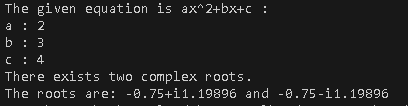 The given equation is ax^2+bx+c :
a : 2
b : 3
c : 4
There exists two complex roots.
The roots are: -0.75+i1.19896 and -0.75-i1.19896